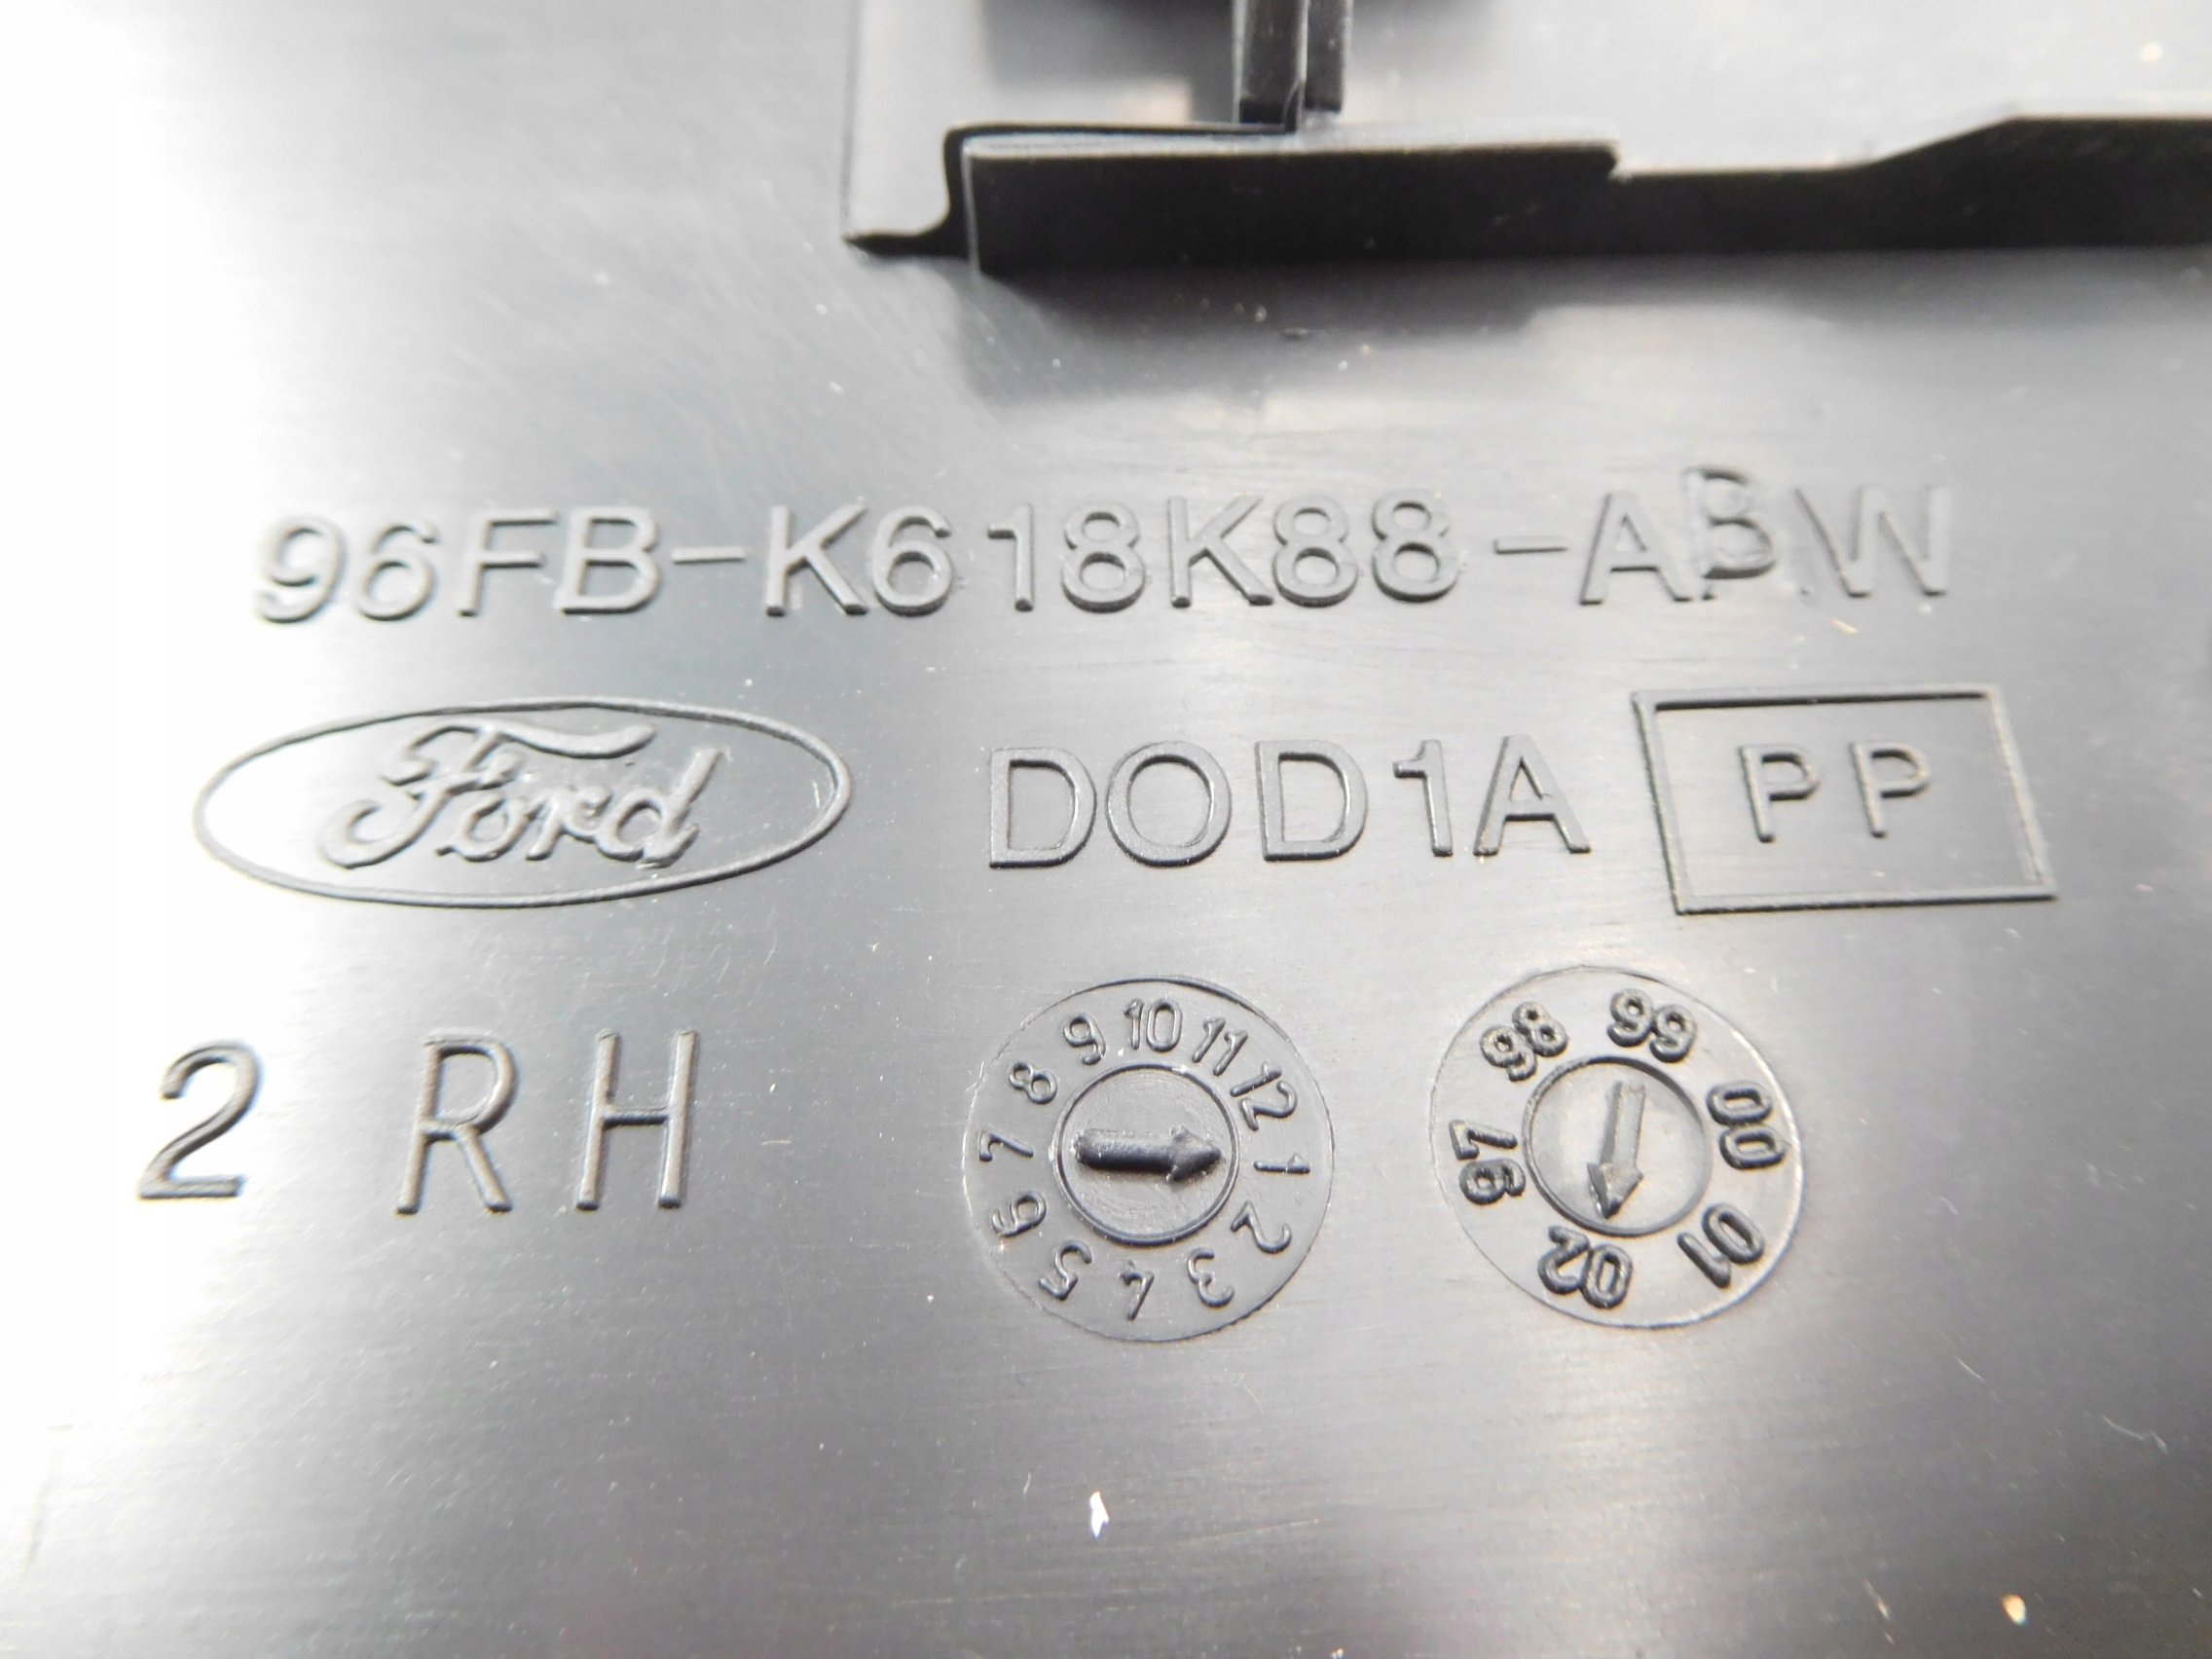 96FB-K618K88-ABW
Ford DOD1A PP
2 RH
1 2 3 4 5 6 7 8 9 10 11 12
97 98 99 00 01 02